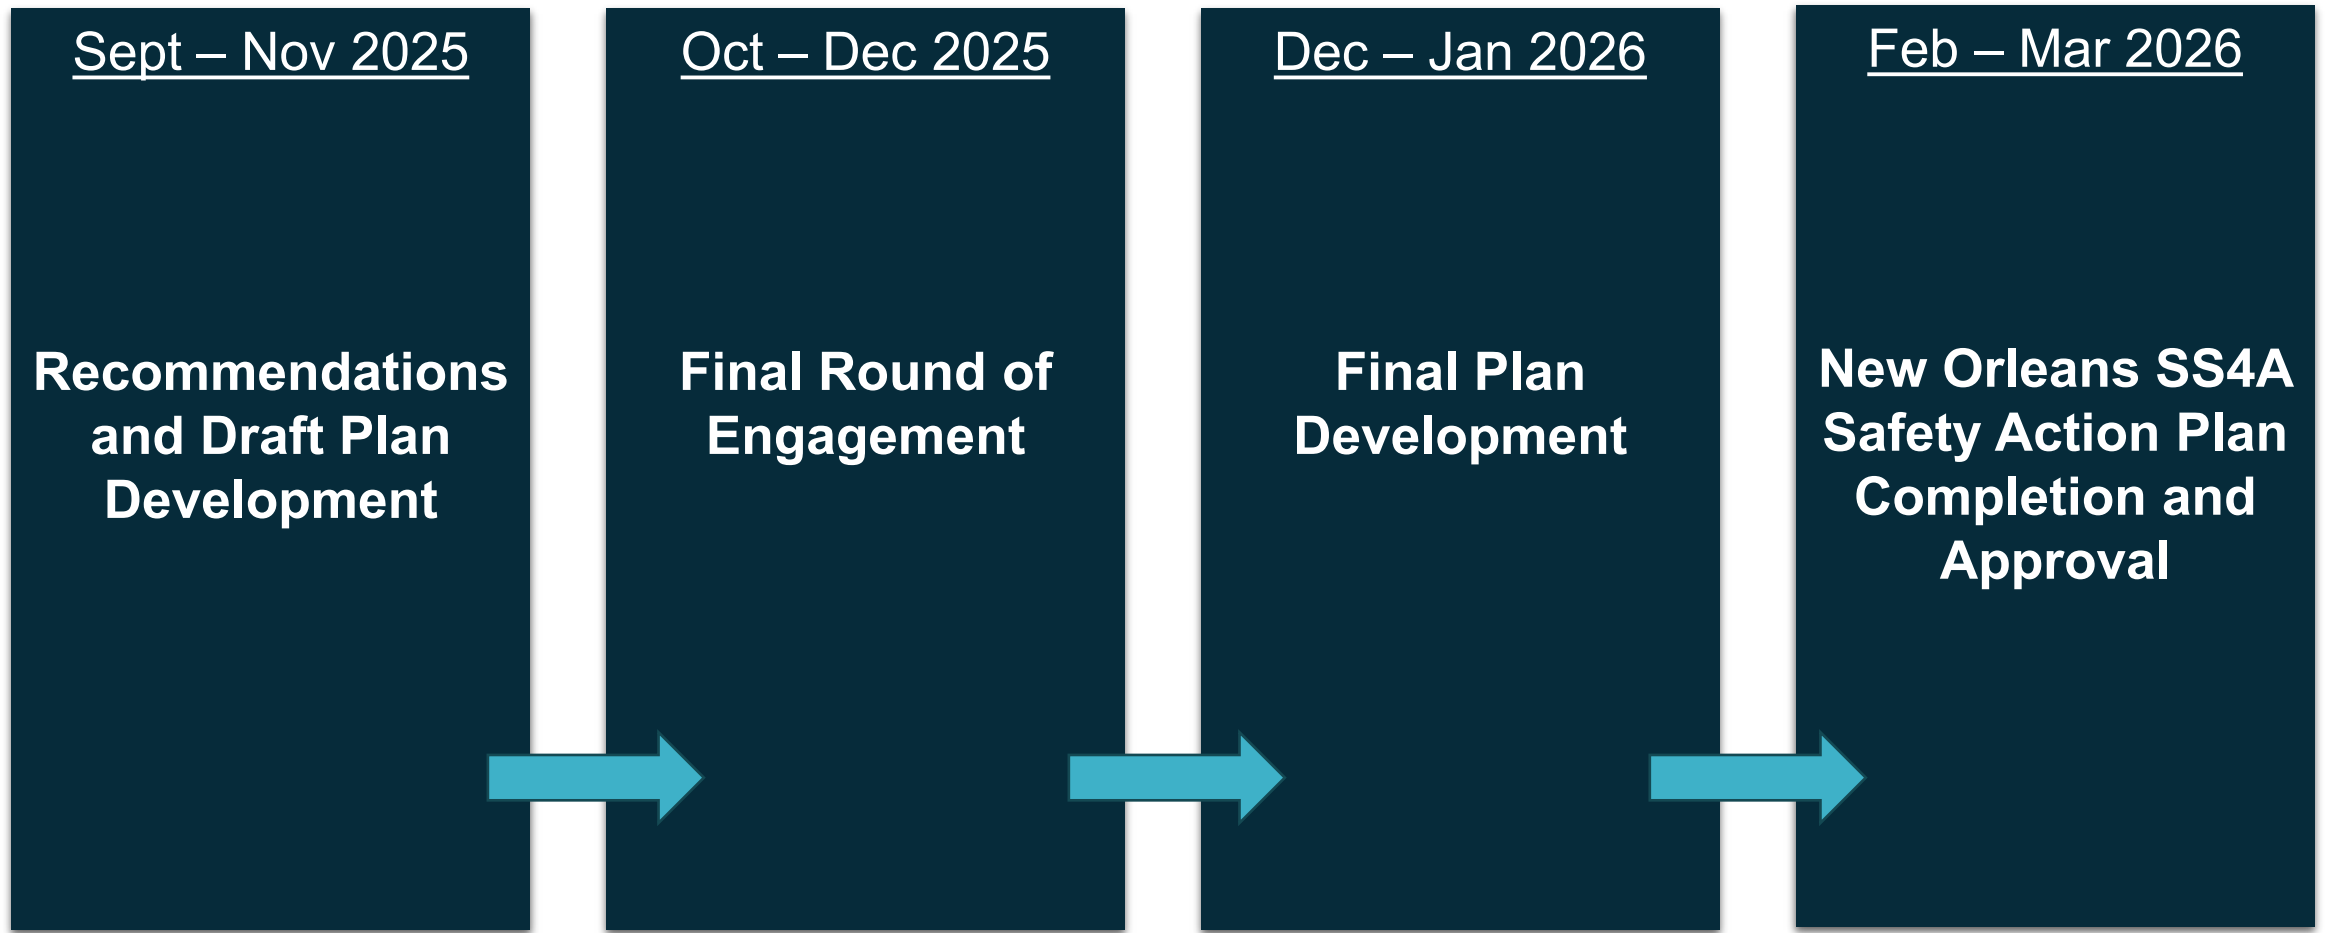 Sept – Nov 2025
Recommendations
and Draft Plan
Development
Oct – Dec 2025
Final Round of
Engagement
Dec – Jan 2026
Final Plan
Development
Feb – Mar 2026
New Orleans SS4A
Safety Action Plan
Completion and
Approval